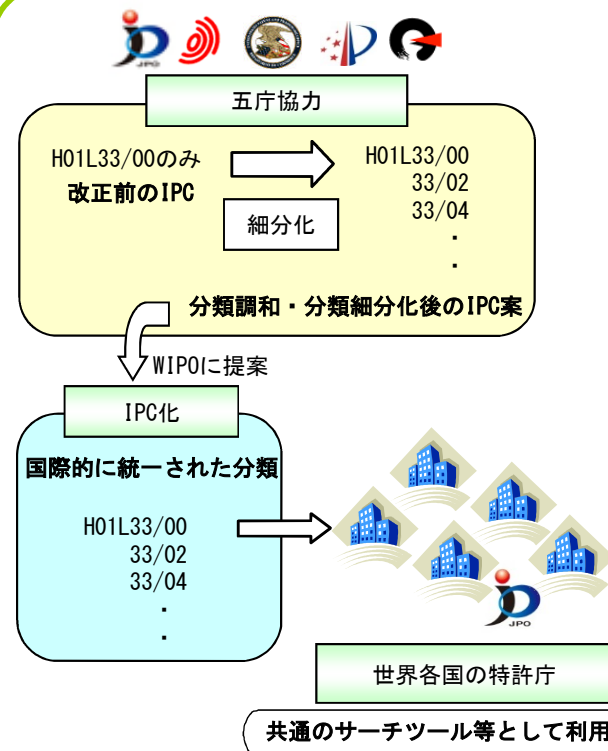 JPO
五庁協力
H01L33/00のみ
改正前のIPC
細分化
H01L33/00
33/02
33/04
・
・
分類調和・分類細分化後のIPC案
WIPOに提案
IPC化
国際的に統一された分類
H01L33/00
33/02
33/04
・
・
JPO
世界各国の特許庁
共通のサーチツール等として利用